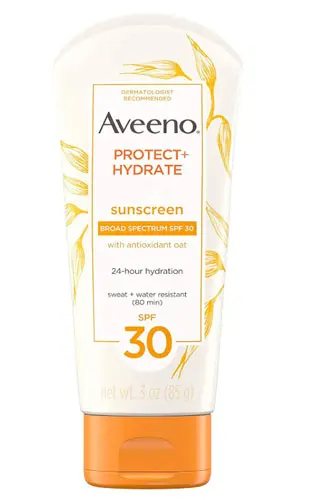 DERMATOLOGIST
RECOMMENDED
Aveeno®
PROTECT+
HYDRATE
sunscreen
BROAD SPECTRUM SPF 30
with antioxidant oat
24-hour hydration
sweat + water resistant
(80 min)
SPF
30
net wt. 3 oz (85 g)